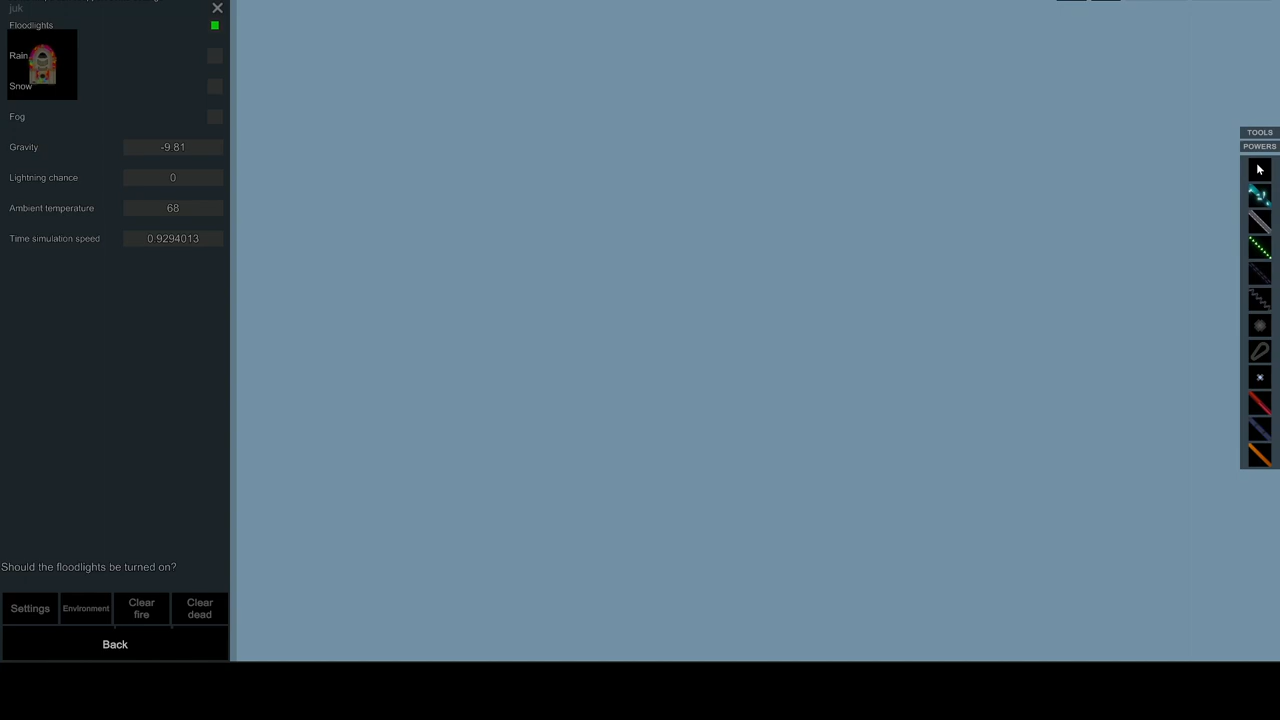 juk
Floodlights
Rain
Snow
Fog
Gravity -9.81
Lightning chance 0
Ambient temperature 68
Time simulation speed 0.9294013
Should the floodlights be turned on?
Settings
Environment
Clear
fire
Clear
dead
Back
TOOLS
POWERS